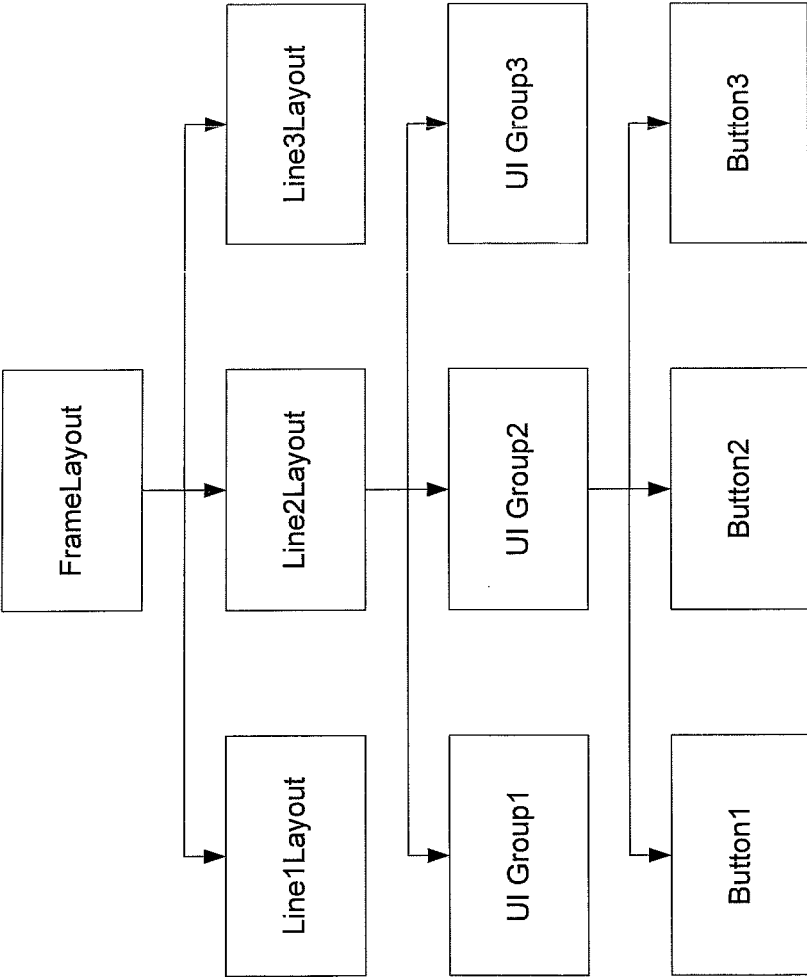 FrameLayout
Line1Layout
Line2Layout
Line3Layout
UI Group1
UI Group2
UI Group3
Button1
Button2
Button3